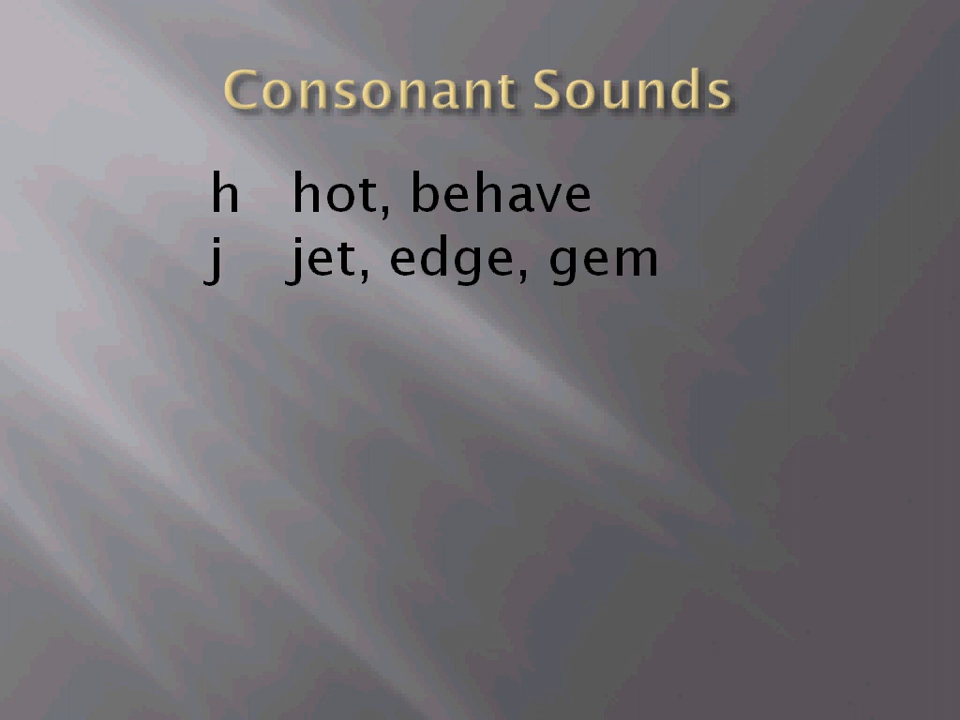 Consonant Sounds
h hot, behave
j jet, edge, gem